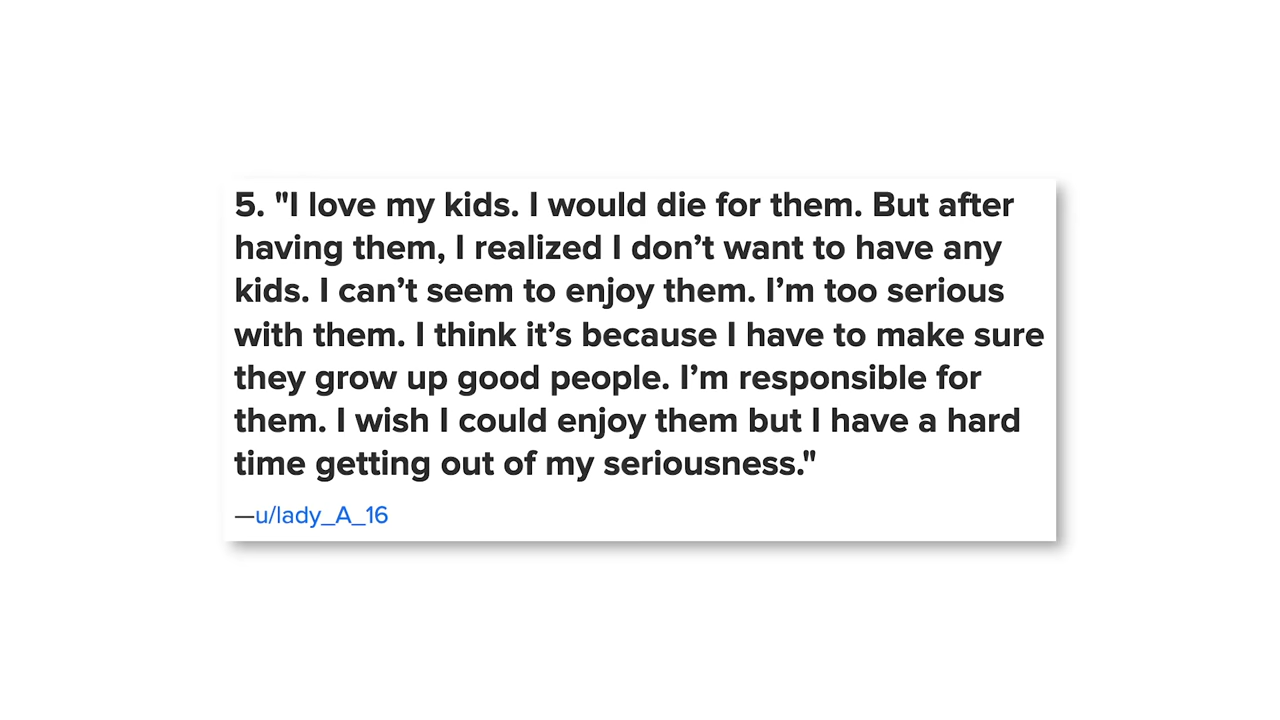 5. "I love my kids. I would die for them. But after
having them, I realized I don’t want to have any
kids. I can’t seem to enjoy them. I’m too serious
with them. I think it’s because I have to make sure
they grow up good people. I’m responsible for
them. I wish I could enjoy them but I have a hard
time getting out of my seriousness."
—u/lady_A_16